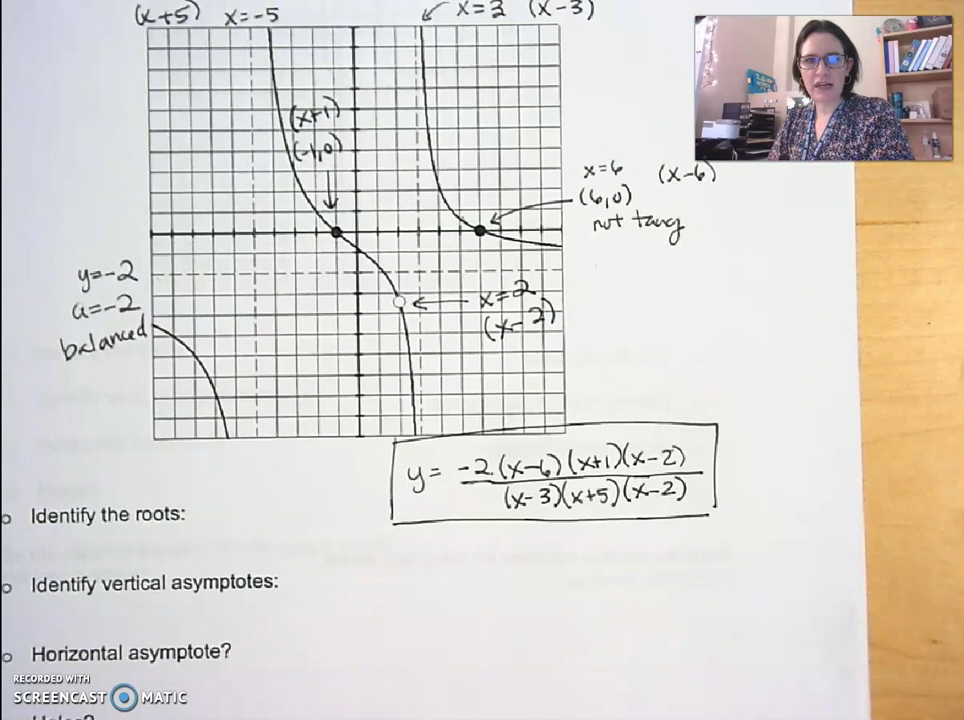 (x+5) x=-5
x=3 (x-3)
(x+1)
(-1,0)
x=6 (x-6)
(6,0)
not tang
y=-2
a=-2
balanced
x=2
(x-2)
y= -2(x-6)(x+1)(x-2)
(x-3)(x+5)(x-2)
o Identify the roots:
o Identify vertical asymptotes:
o Horizontal asymptote?
RECORDED WITH
SCREENCAST MATIC
Holes?